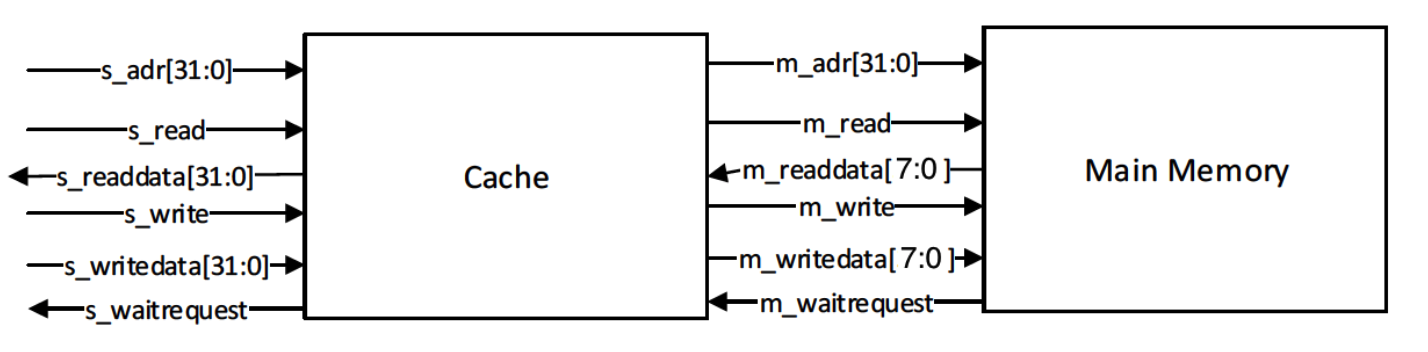 s_adr[31:0]
s_read
s_readdata[31:0]
s_write
s_writedata[31:0]
s_waitrequest
Cache
m_adr[31:0]
m_read
m_readdata[ 7:0 ]
m_write
m_writedata[ 7:0 ]
m_waitrequest
Main Memory